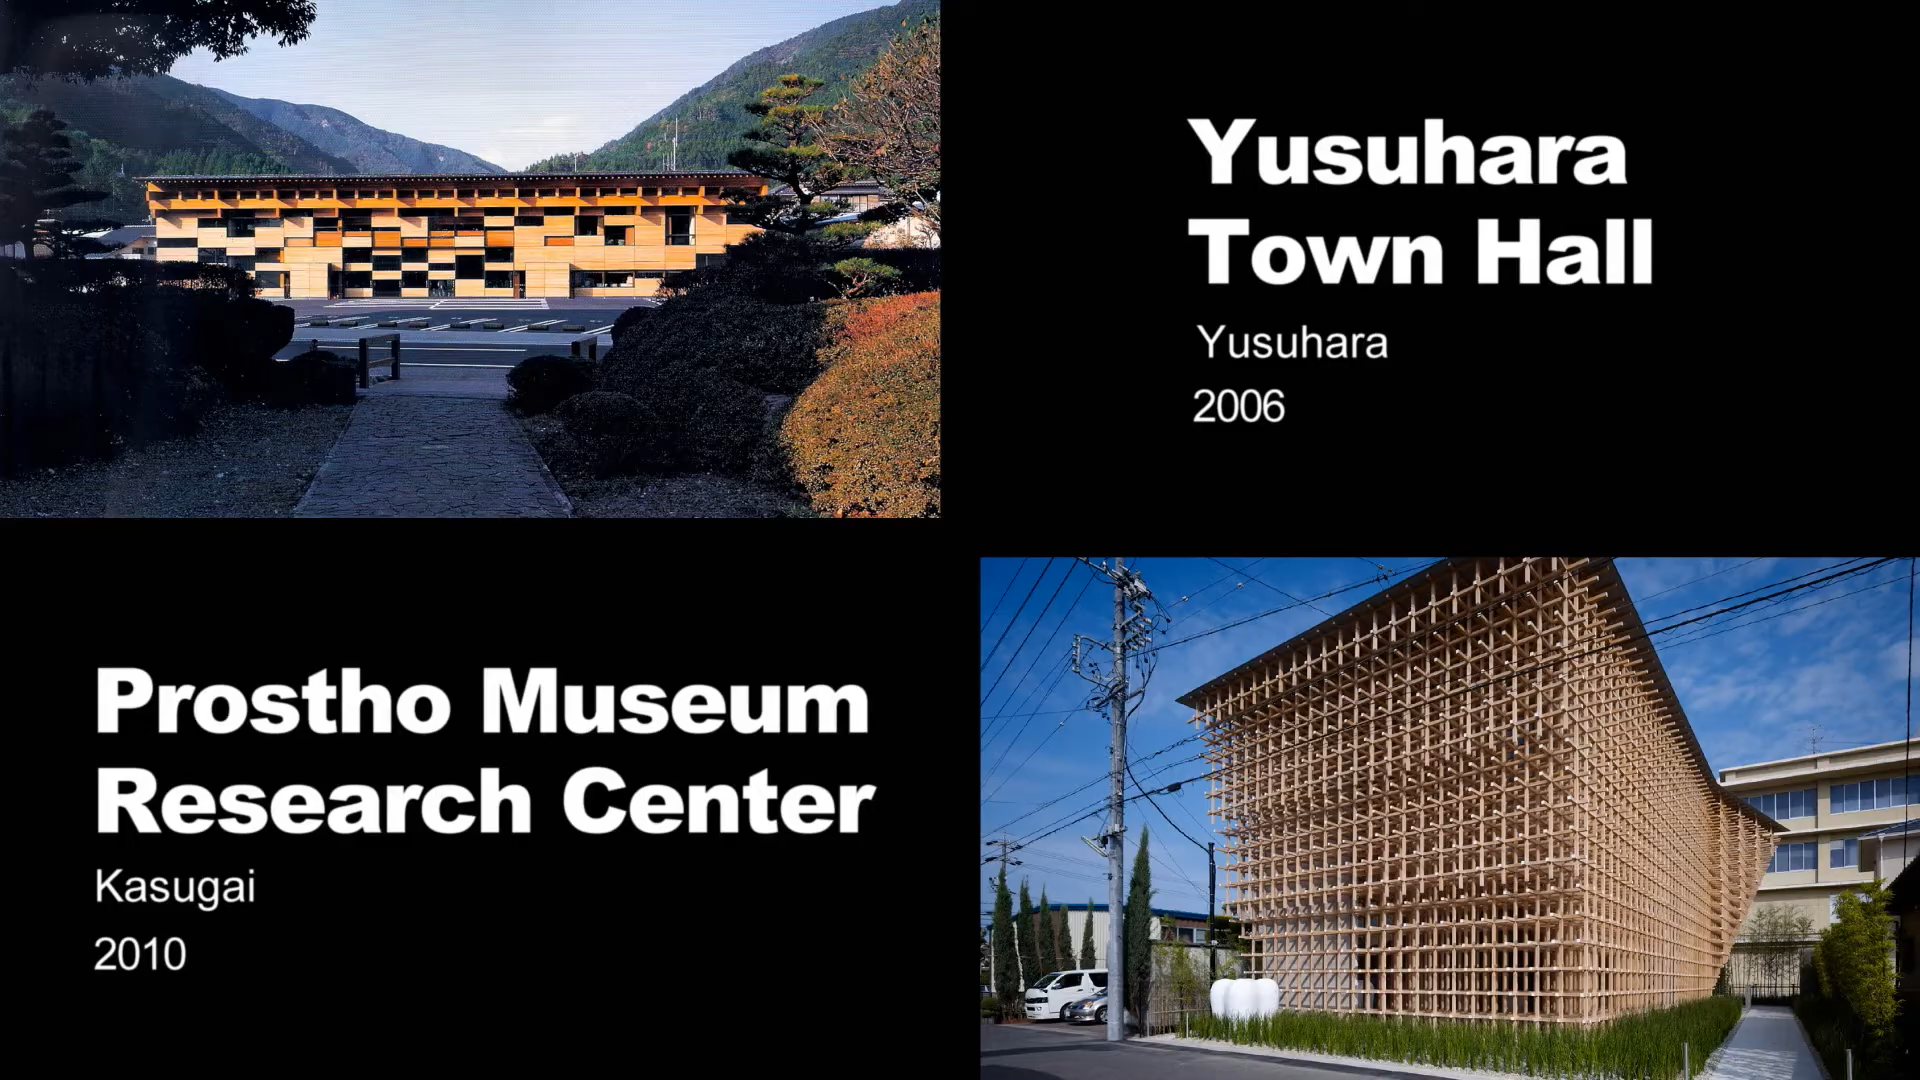 Yusuhara
Town Hall
Yusuhara
2006
Prostho Museum
Research Center
Kasugai
2010